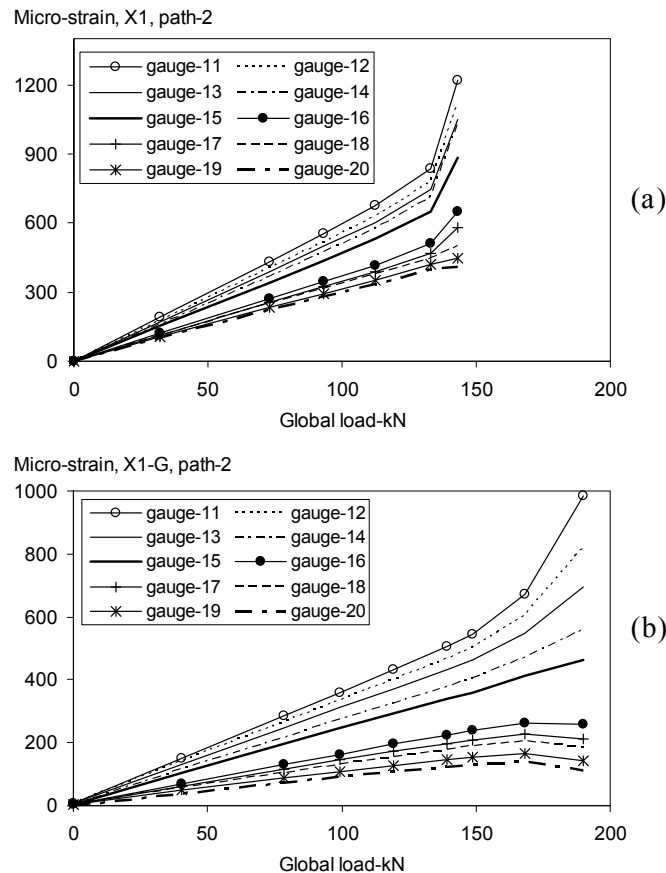 Micro-strain, X1, path-2
1200
900
600
300
0
gauge-11 gauge-12
gauge-13 gauge-14
gauge-15 gauge-16
gauge-17 gauge-18
gauge-19 gauge-20
(a)
0 50 100 150 200
Global load-kN
Micro-strain, X1-G, path-2
1000
800
600
400
200
0
gauge-11 gauge-12
gauge-13 gauge-14
gauge-15 gauge-16
gauge-17 gauge-18
gauge-19 gauge-20
(b)
0 50 100 150 200
Global load-kN